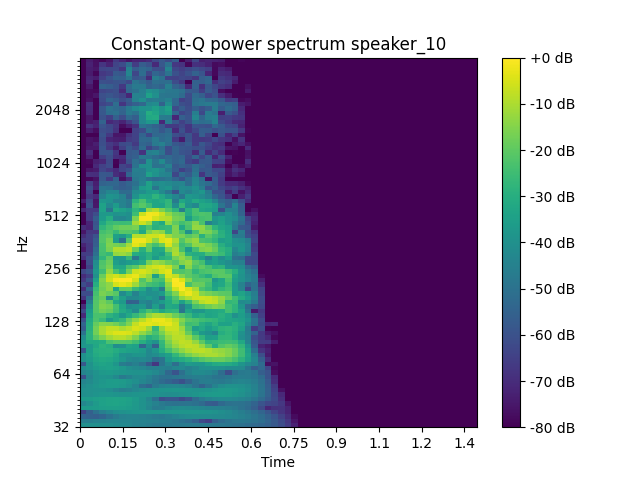 Constant-Q power spectrum speaker_10
Hz
2048
1024
512
256
128
64
32
0 0.15 0.3 0.45 0.6 0.75 0.9 1.1 1.2 1.4
Time
+0 dB
-10 dB
-20 dB
-30 dB
-40 dB
-50 dB
-60 dB
-70 dB
-80 dB